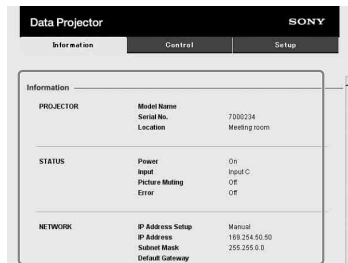 Data Projector SONY
Information Control Setup
Information
PROJECTOR Model Name
Serial No. 7000234
Location Meeting room
STATUS Power On
Input Input C
Picture Muting Off
Error Off
NETWORK IP Address Setup Manual
IP Address 169.254.50.50
Subnet Mask 255.255.0.0
Default Gateway